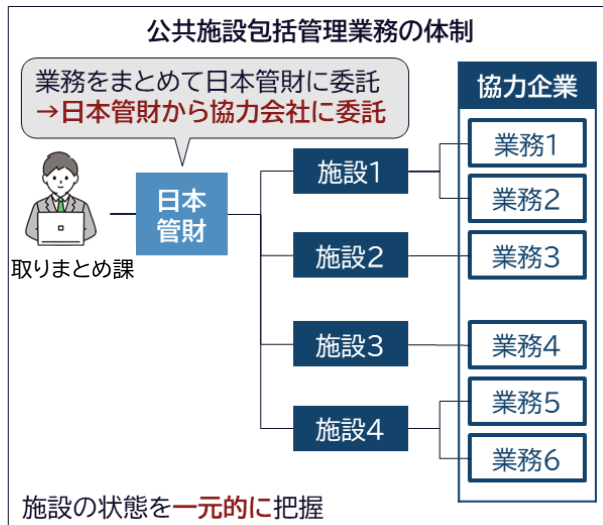 公共施設包括管理業務の体制
業務をまとめて日本管財に委託
→日本管財から協力会社に委託
協力企業
取りまとめ課
日本
管財
施設1
業務1
業務2
施設2
業務3
施設3
業務4
施設4
業務5
業務6
施設の状態を一元的に把握